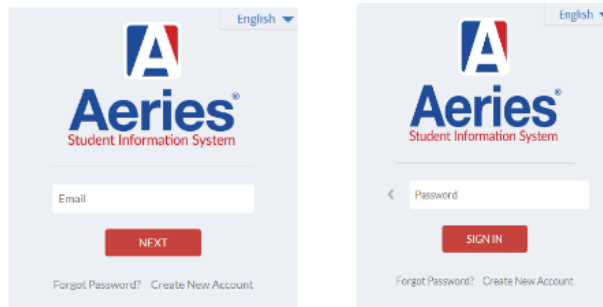 English
A
Aeries®
Student Information System
Email
NEXT
Forgot Password? Create New Account
English
A
Aeries®
Student Information System
Password
SIGN IN
Forgot Password? Create New Account